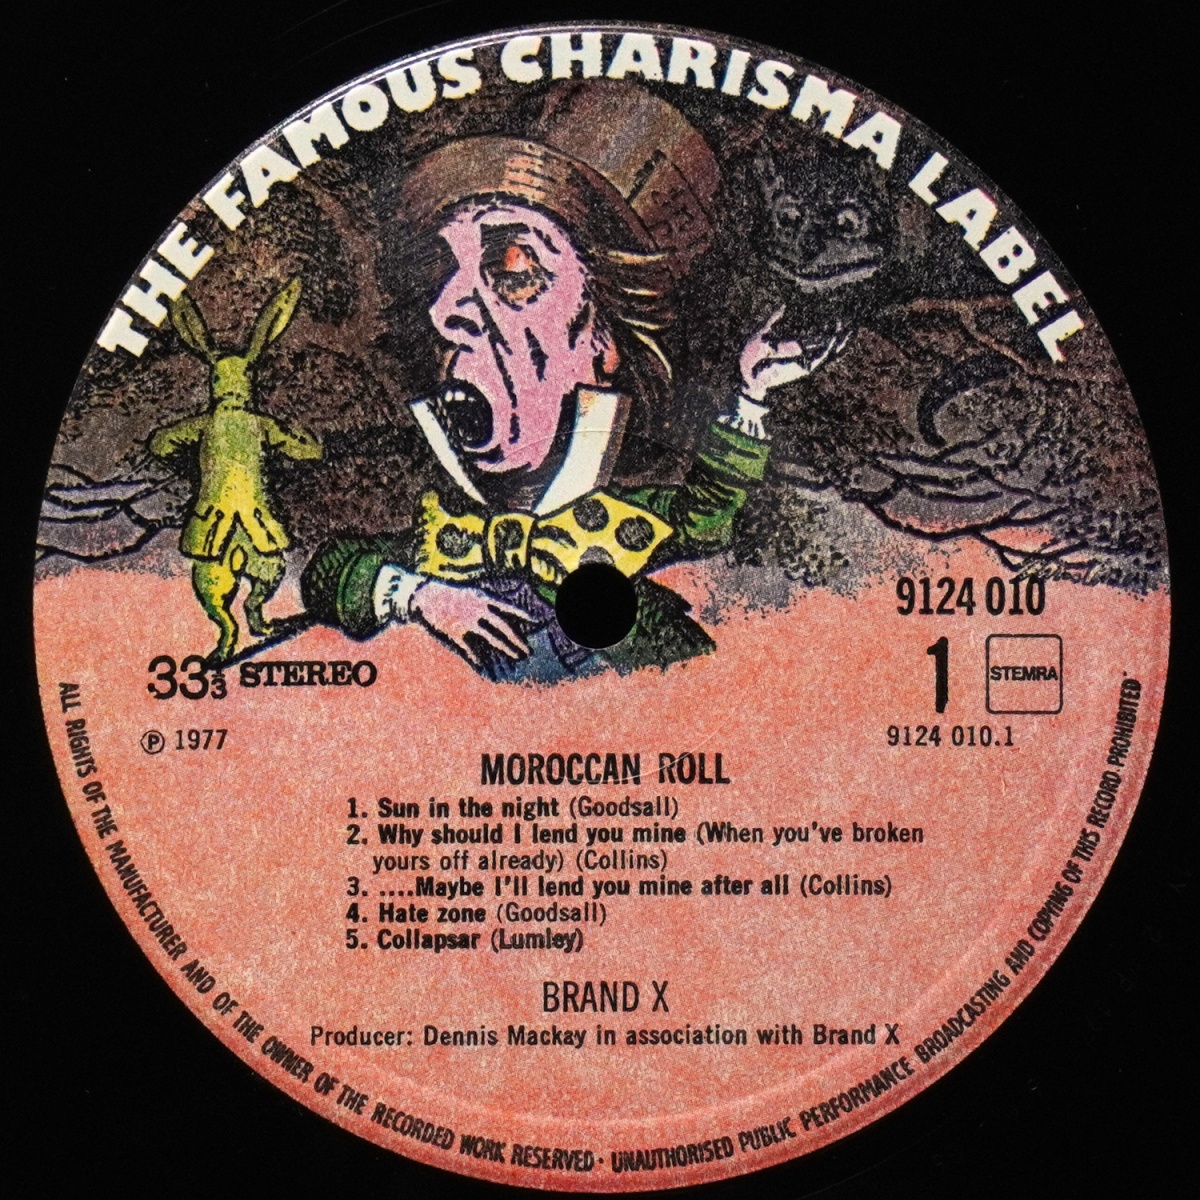 THE FAMOUS CHARISMA LABEL
9124 010
33 1/3 STEREO
1
STEMRA
℗ 1977
9124 010.1
MOROCCAN ROLL
1. Sun in the night (Goodsall)
2. Why should I lend you mine (When you've broken
yours off already) (Collins)
3. ....Maybe I'll lend you mine after all (Collins)
4. Hate zone (Goodsall)
5. Collapsar (Lumley)
BRAND X
Producer: Dennis Mackay in association with Brand X
ALL RIGHTS OF THE MANUFACTURER AND OF THE OWNER OF THE RECORDED WORK RESERVED · UNAUTHORISED PUBLIC PERFORMANCE BROADCASTING AND COPYING OF THIS RECORD PROHIBITED